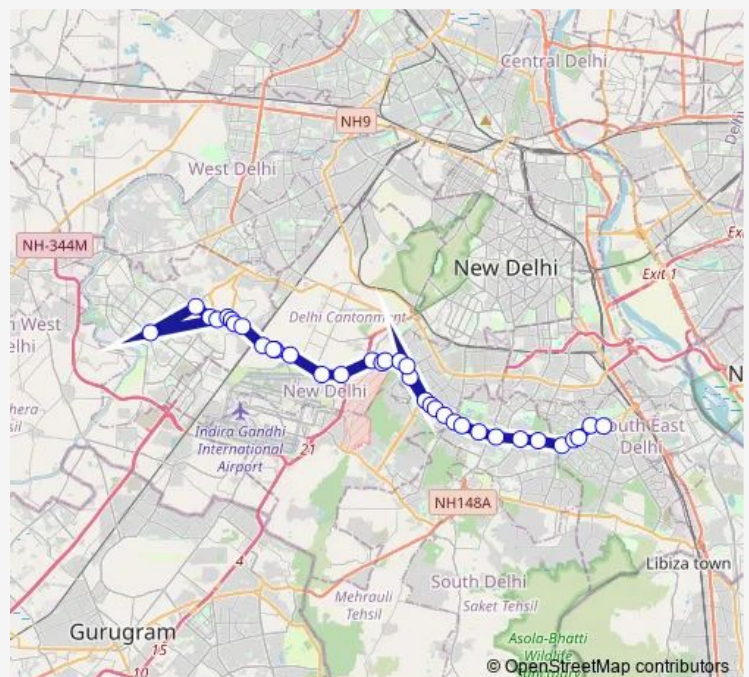 Central Delhi
Delhi
NH9
West Delhi
NH-344M
New Delhi
Exit 1
Delhi Cantonment
New Delhi
Indira Gandhi
International
Airport
21
South East
Delhi
NH148A
4
Libiza town
South Delhi
Mehrauli
Tehsil
Saket Tehsil
Gurugram
15
10
Asola-Bhatti
Wildlife
© OpenStreetMap contributors